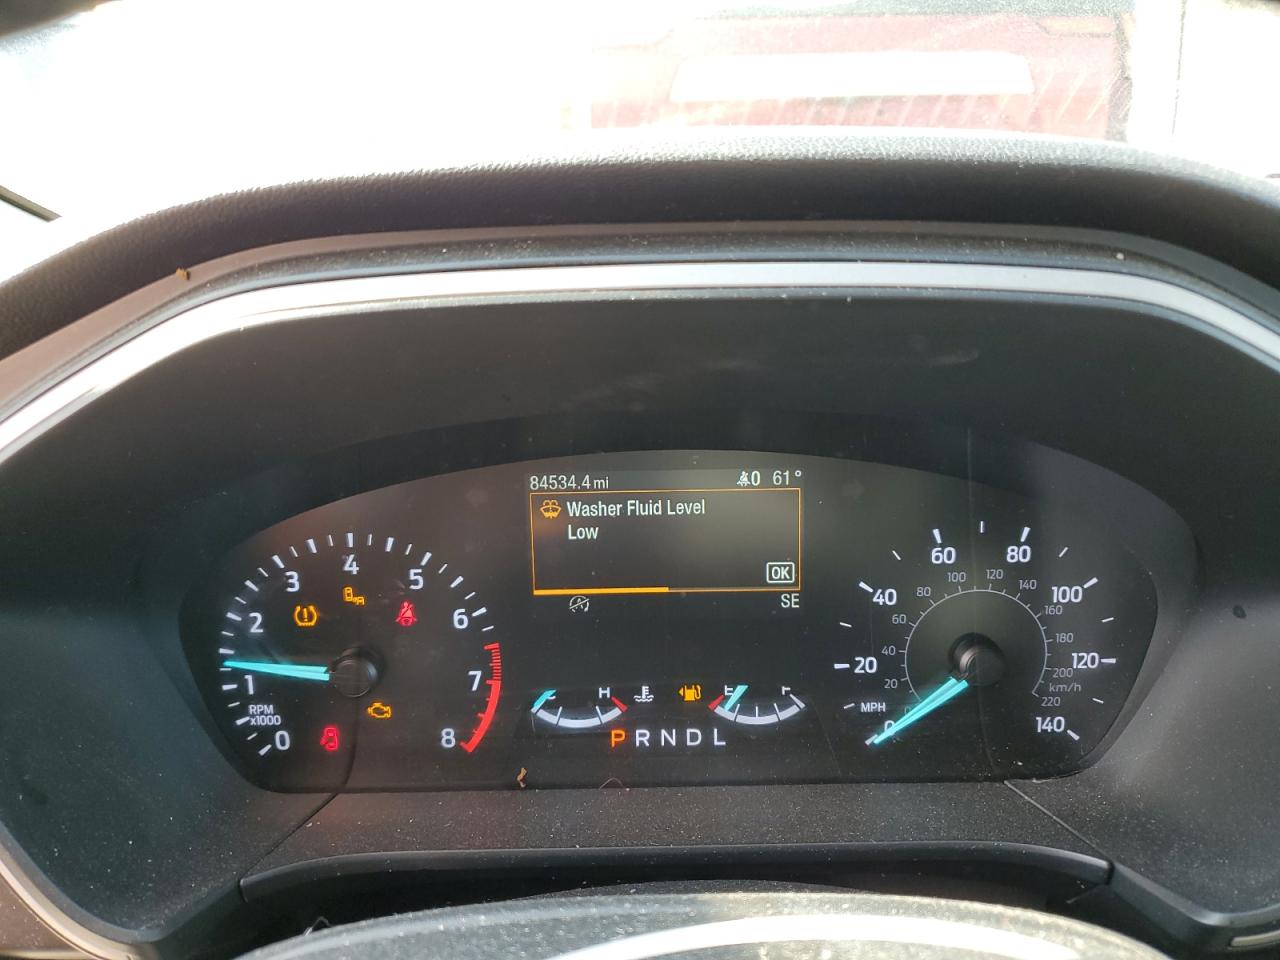 84534.4 mi 0 61°
Washer Fluid Level
Low
OK
SE
0 1 2 3 4 5 6 7 8
RPM
x1000
H
E F
P R N D L
0 20 40 60 80 100 120 140
MPH
20 40 60 80 100 120 140 160 180 200 220
km/h